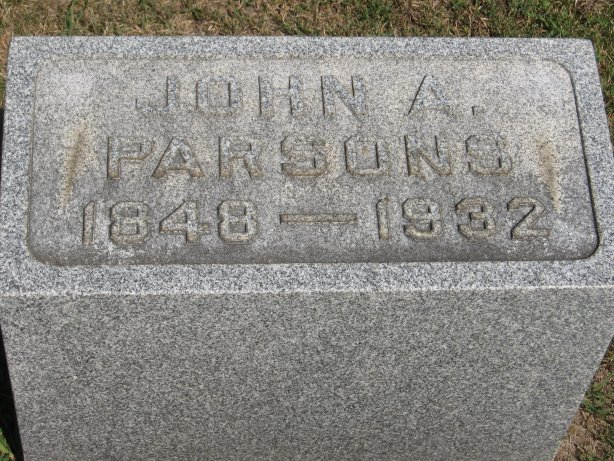 JOHN A.
PARSONS
1848 — 1932